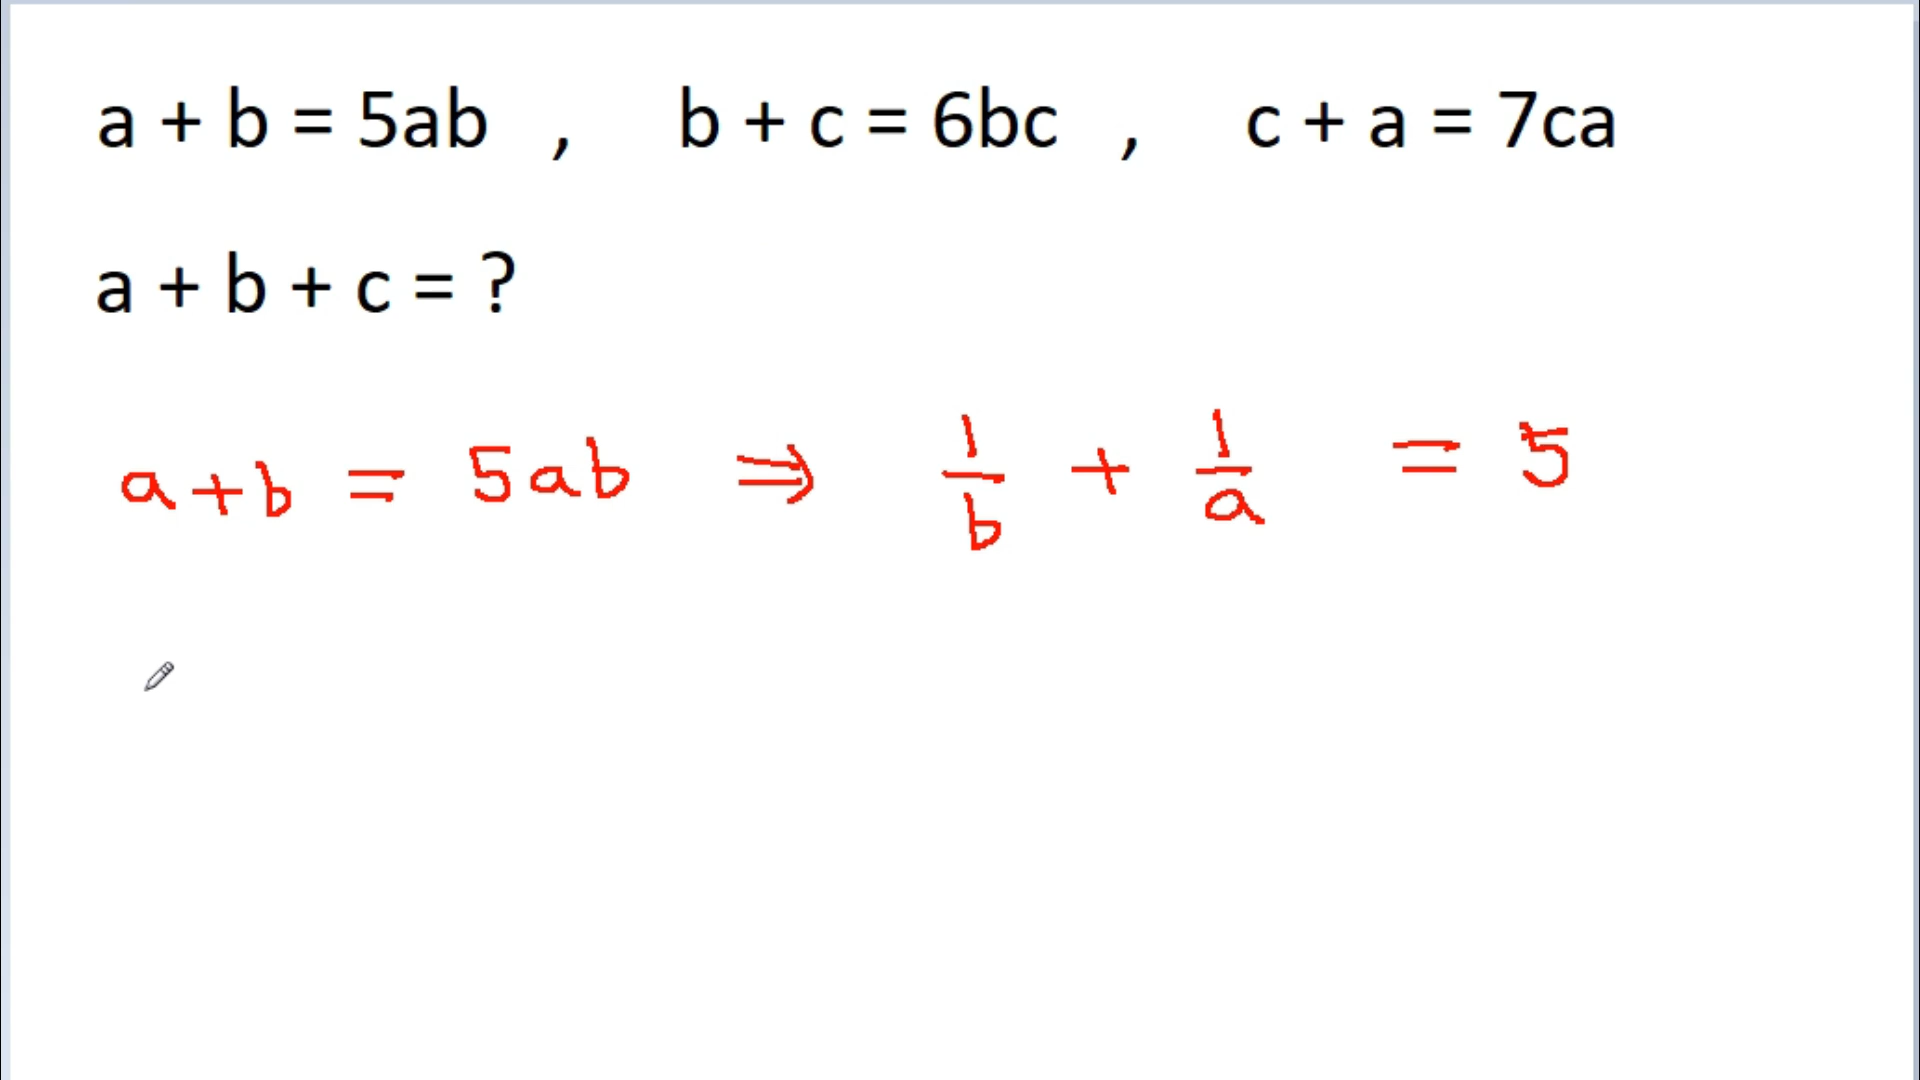 a + b = 5ab , b + c = 6bc , c + a = 7ca
a + b + c = ?
a + b = 5ab ⇒ 1/b + 1/a = 5